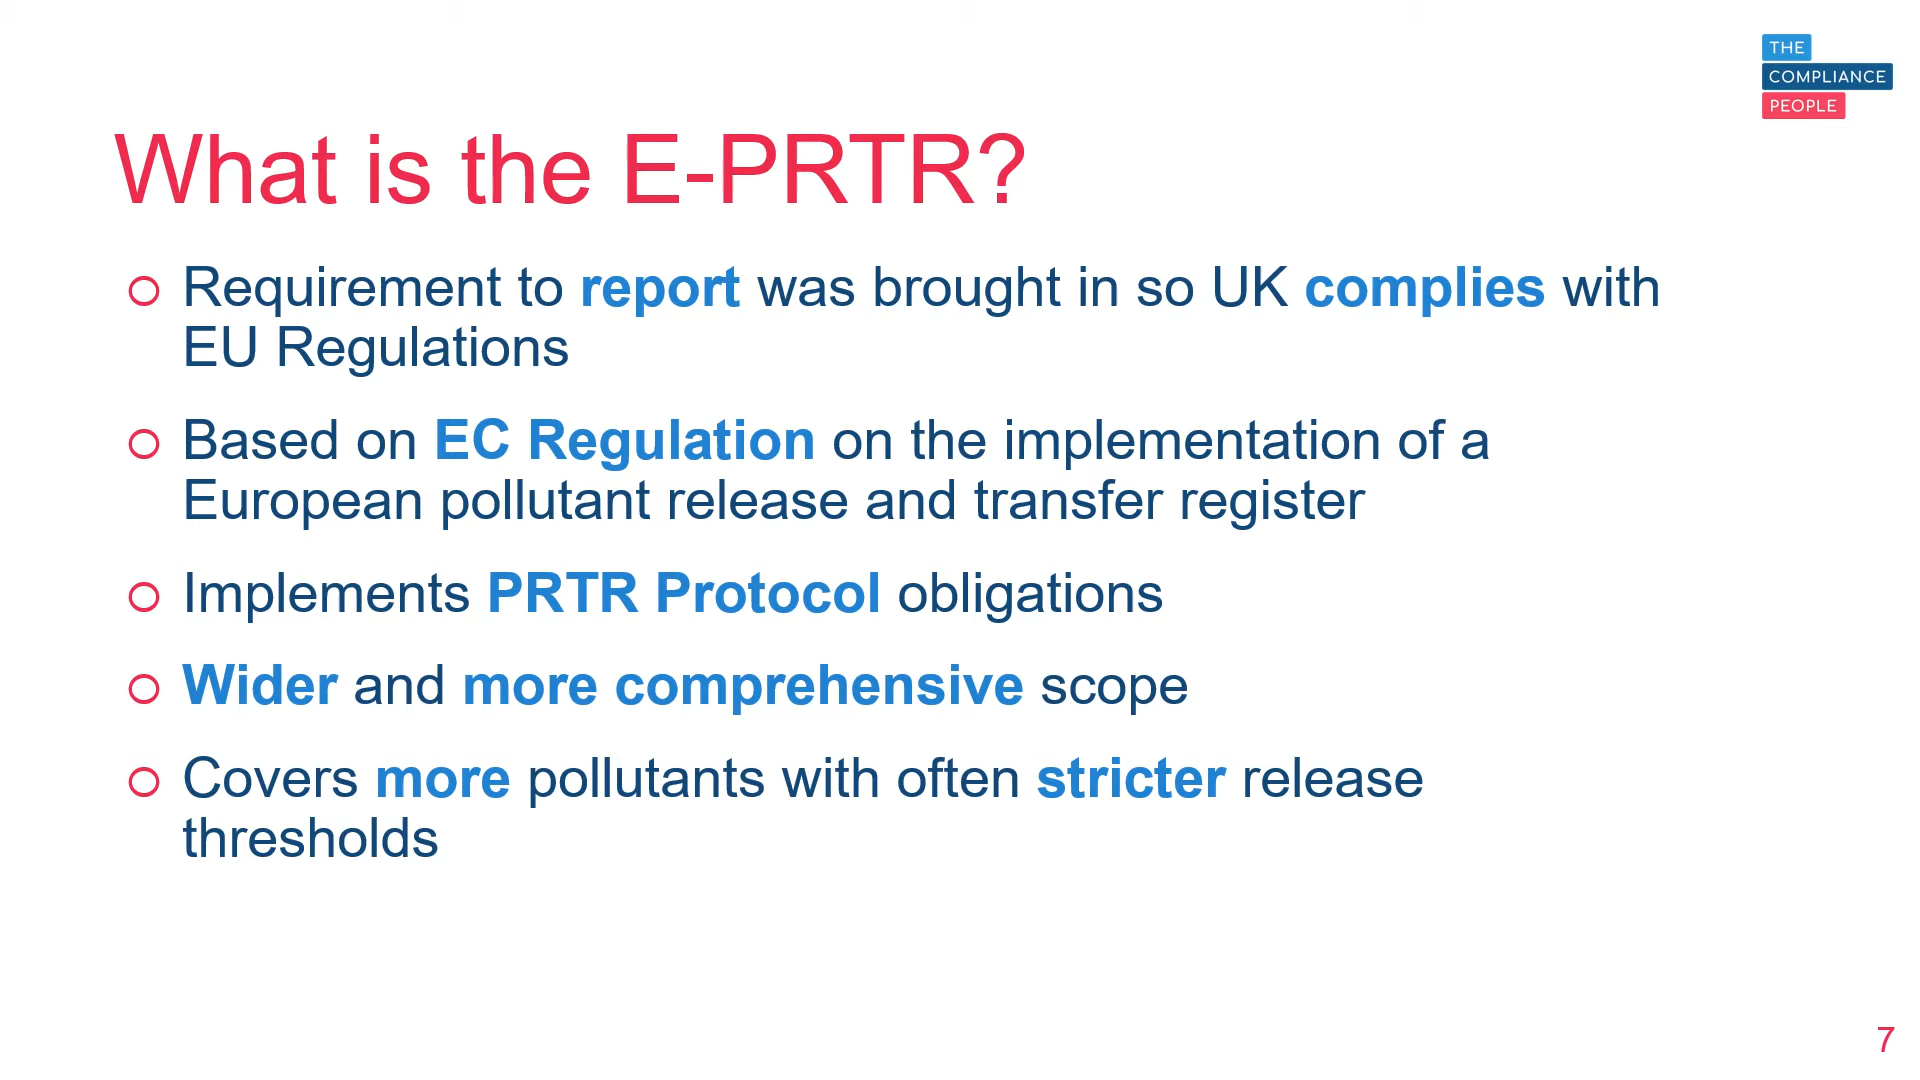 THE
COMPLIANCE
PEOPLE
What is the E-PRTR?
Requirement to report was brought in so UK complies with
EU Regulations
Based on EC Regulation on the implementation of a
European pollutant release and transfer register
Implements PRTR Protocol obligations
Wider and more comprehensive scope
Covers more pollutants with often stricter release
thresholds
7